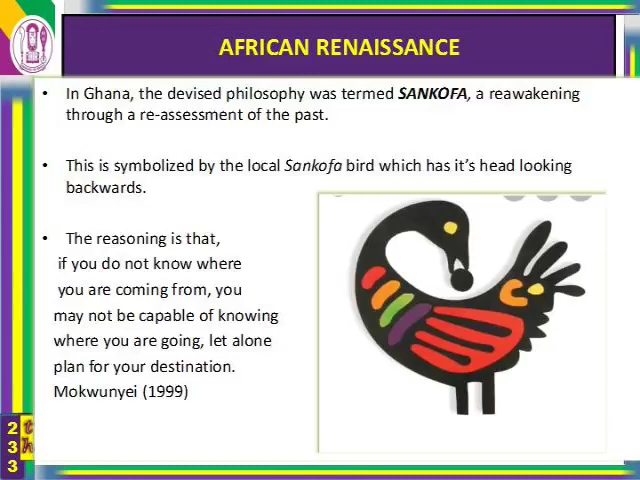 AFRICAN RENAISSANCE
• In Ghana, the devised philosophy was termed SANKOFA, a reawakening
through a re-assessment of the past.
• This is symbolized by the local Sankofa bird which has it's head looking
backwards.
• The reasoning is that,
if you do not know where
you are coming from, you
may not be capable of knowing
where you are going, let alone
plan for your destination.
Mokwunyei (1999)
233
th